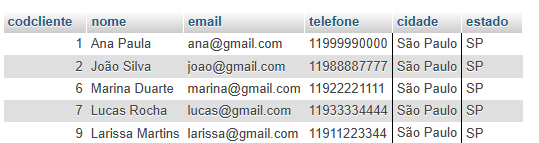 codcliente nome email telefone cidade estado
1 Ana Paula ana@gmail.com 11999990000 São Paulo SP
2 João Silva joao@gmail.com 11988887777 São Paulo SP
6 Marina Duarte marina@gmail.com 11922221111 São Paulo SP
7 Lucas Rocha lucas@gmail.com 11933334444 São Paulo SP
9 Larissa Martins larissa@gmail.com 11911223344 São Paulo SP